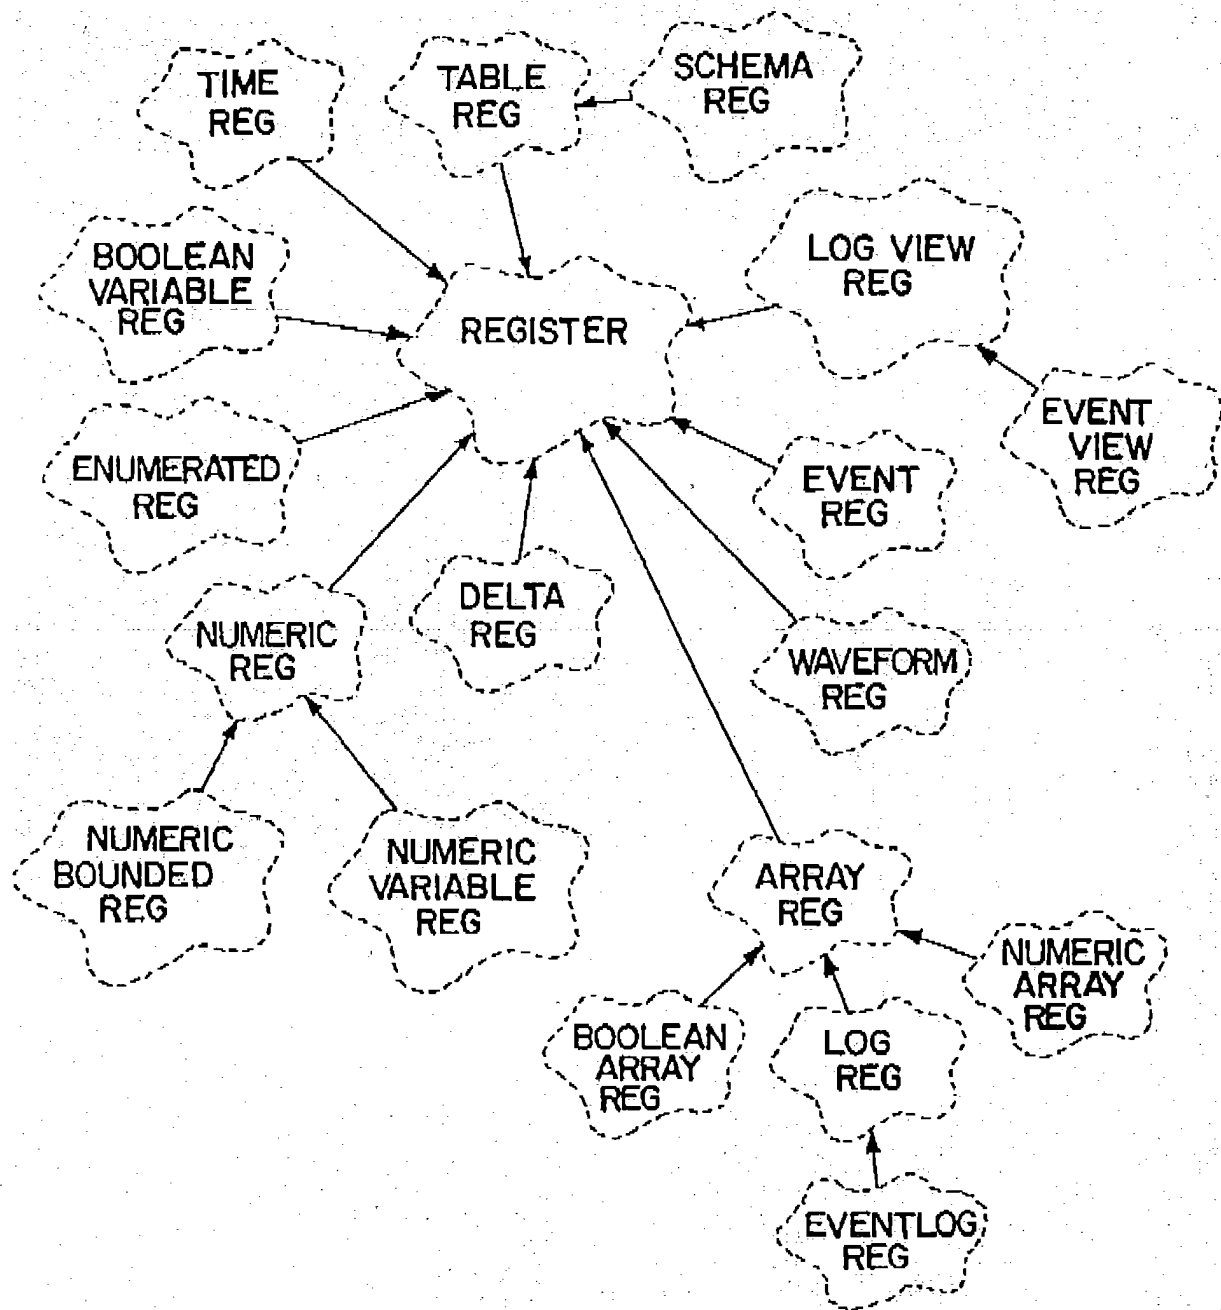 TIME
REG
TABLE
REG
SCHEMA
REG
BOOLEAN
VARIABLE
REG
REGISTER
LOG VIEW
REG
EVENT
VIEW
REG
ENUMERATED
REG
EVENT
REG
NUMERIC
REG
DELTA
REG
WAVEFORM
REG
NUMERIC
BOUNDED
REG
NUMERIC
VARIABLE
REG
ARRAY
REG
NUMERIC
ARRAY
REG
BOOLEAN
ARRAY
REG
LOG
REG
EVENTLOG
REG